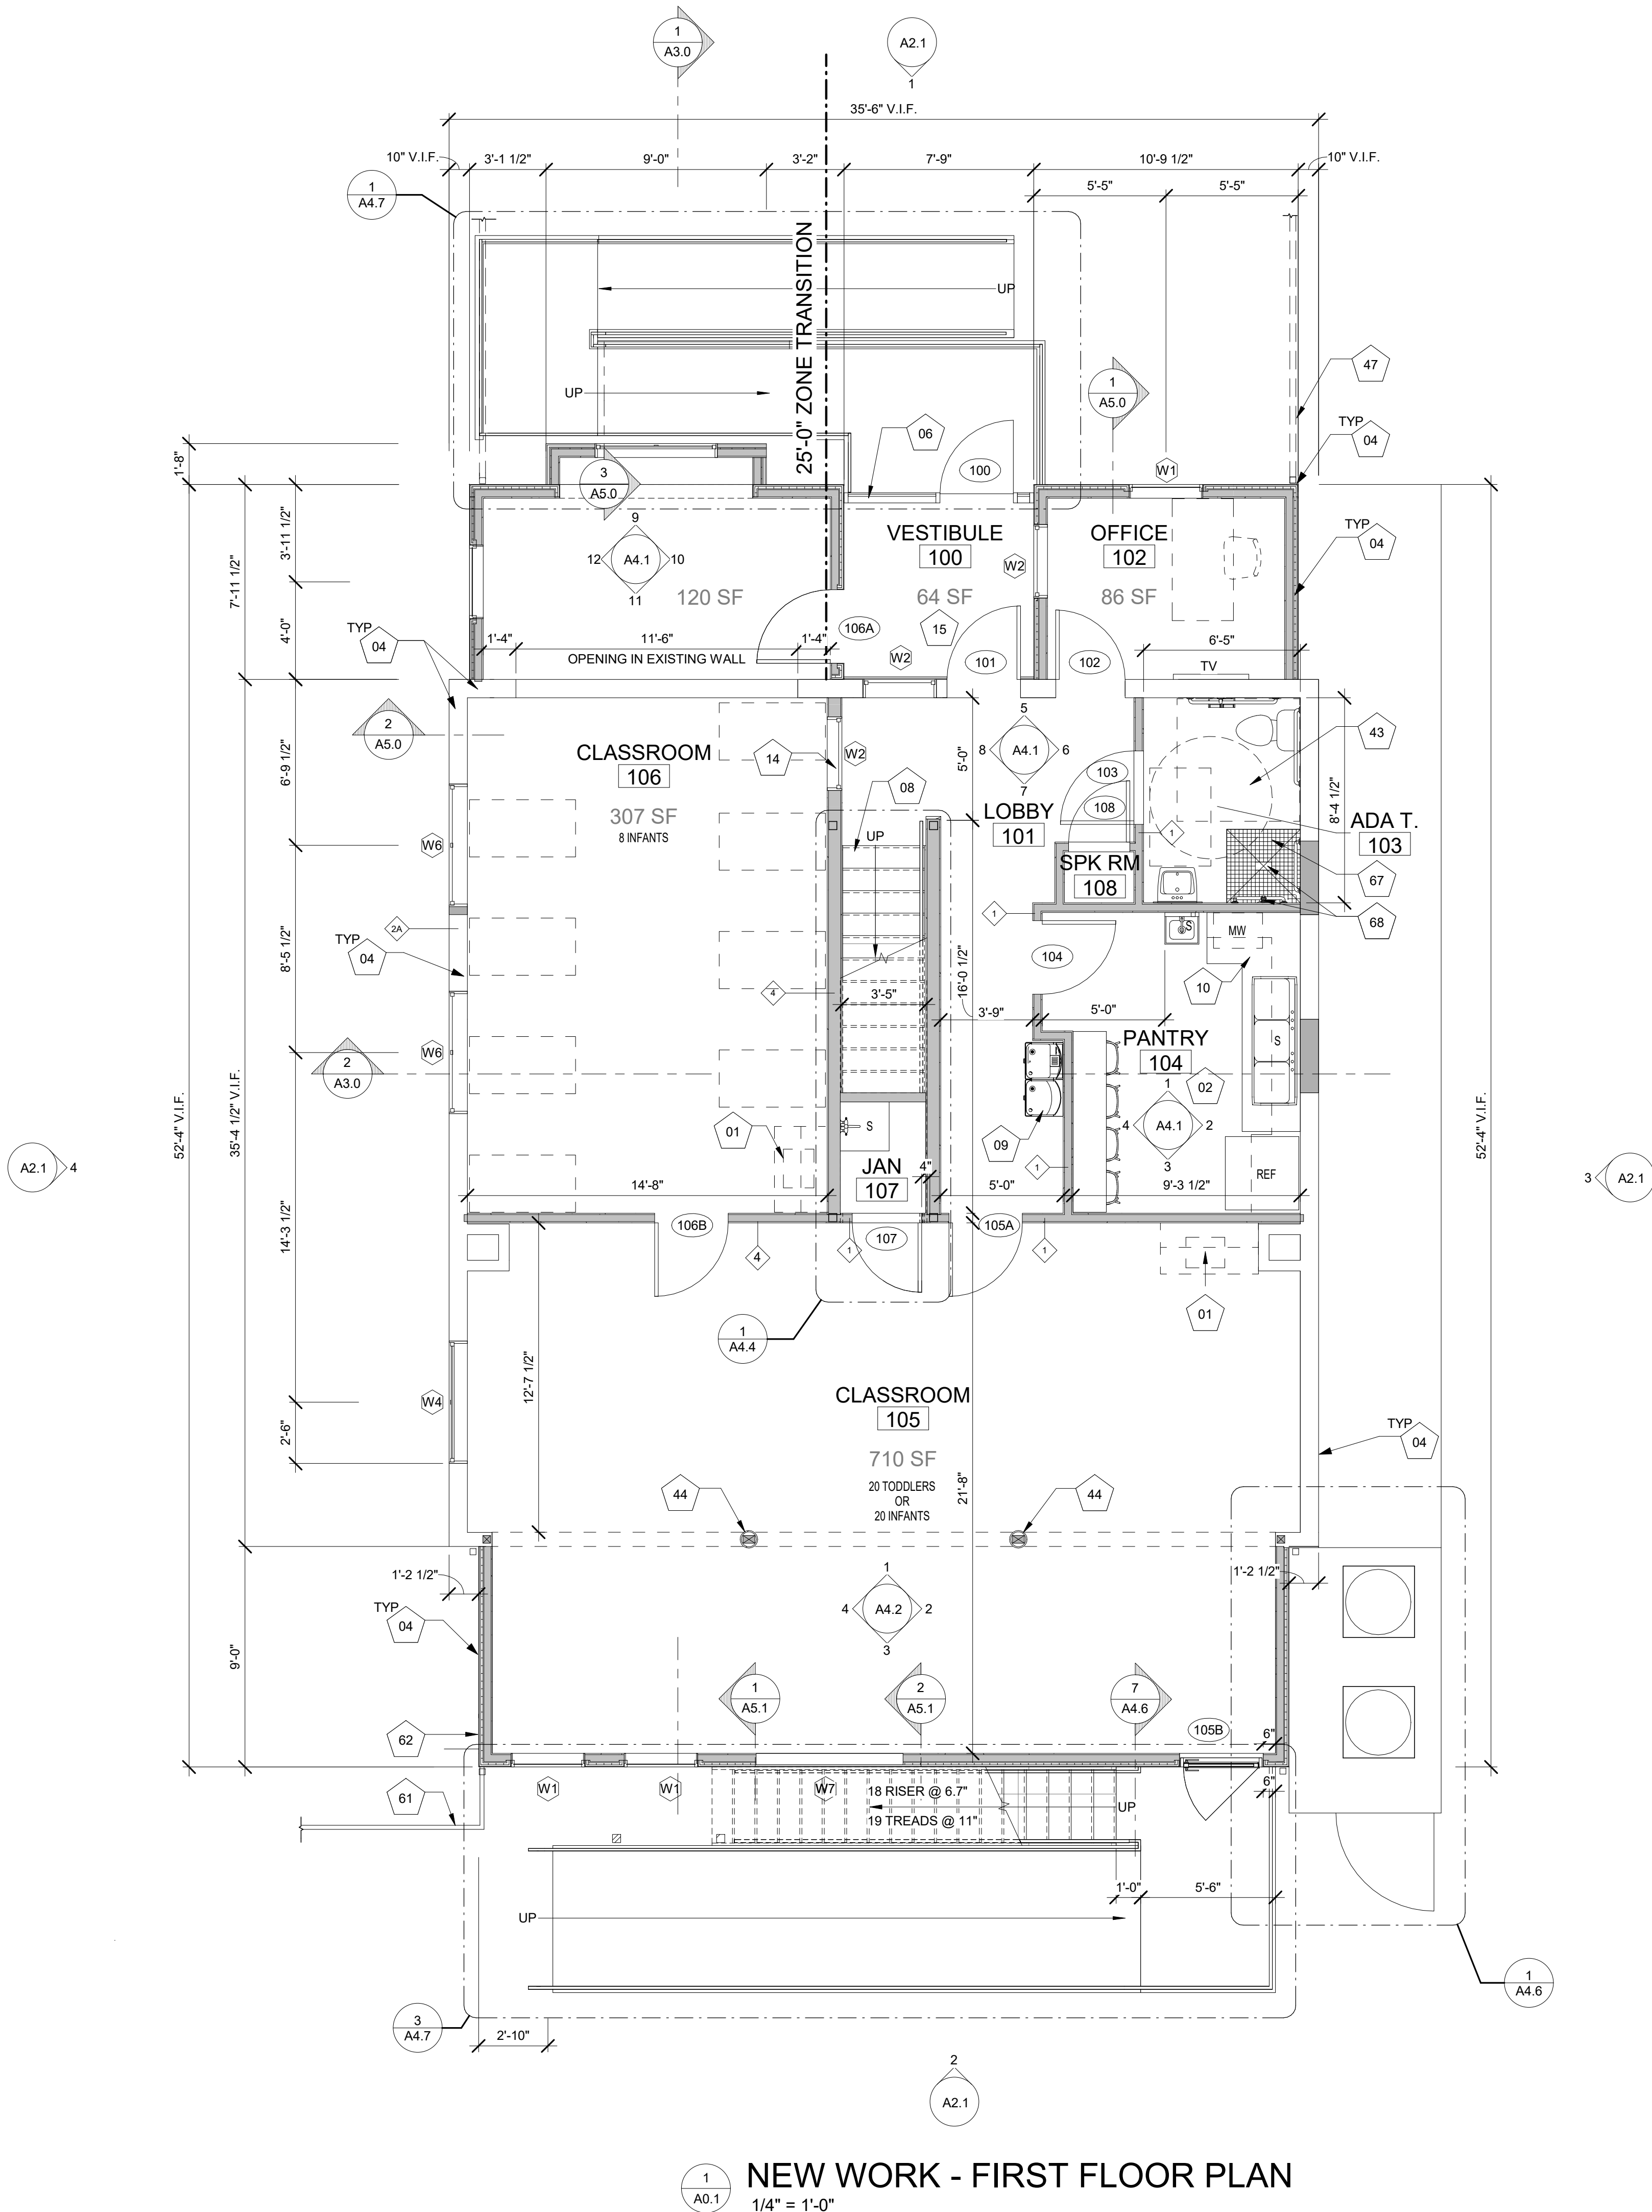 1
A3.0
A2.1
1
35'-6" V.I.F.
10" V.I.F.
3'-1 1/2"
9'-0"
3'-2"
7'-9"
10'-9 1/2"
10" V.I.F.
5'-5"
5'-5"
1
A4.7
25'-0" ZONE TRANSITION
UP
UP
47
1
A5.0
TYP
04
06
100
W1
1'-8"
3
A5.0
7'-11 1/2"
3'-11 1/2"
4'-0"
9
12
A4.1
10
11
120 SF
VESTIBULE
100
64 SF
W2
OFFICE
102
86 SF
TYP
04
15
106A
W2
101
102
TYP
04
1'-4"
11'-6"
1'-4"
OPENING IN EXISTING WALL
6'-5"
TV
2
A5.0
CLASSROOM
106
307 SF
8 INFANTS
14
W2
08
UP
5'-0"
5
8
A4.1
6
7
LOBBY
101
103
108
1
SPK RM
108
43
8'-4 1/2"
ADA T.
103
67
68
6'-9 1/2"
W6
8'-5 1/2"
2A
TYP
04
4
3'-5"
16'-0 1/2"
1
104
S
MW
10
3'-9"
5'-0"
PANTRY
104
S
02
1
4
A4.1
2
3
W6
2
A3.0
52'-4" V.I.F.
35'-4 1/2" V.I.F.
52'-4" V.I.F.
A2.1
4
3
A2.1
14'-3 1/2"
01
S
JAN
107
4"
09
1
REF
14'-8"
5'-0"
9'-3 1/2"
106B
4
1
107
105A
1
01
1
A4.4
12'-7 1/2"
W4
2'-6"
CLASSROOM
105
710 SF
20 TODDLERS
OR
20 INFANTS
21'-8"
TYP
04
44
44
1'-2 1/2"
1'-2 1/2"
TYP
04
1
4
A4.2
2
3
9'-0"
62
1
A5.1
2
A5.1
7
A4.6
105B
6"
61
W1
W1
W7
18 RISER @ 6.7"
19 TREADS @ 11"
UP
6"
1'-0"
5'-6"
UP
1
A4.6
3
A4.7
2'-10"
2
A2.1
1
A0.1
NEW WORK - FIRST FLOOR PLAN
1/4" = 1'-0"